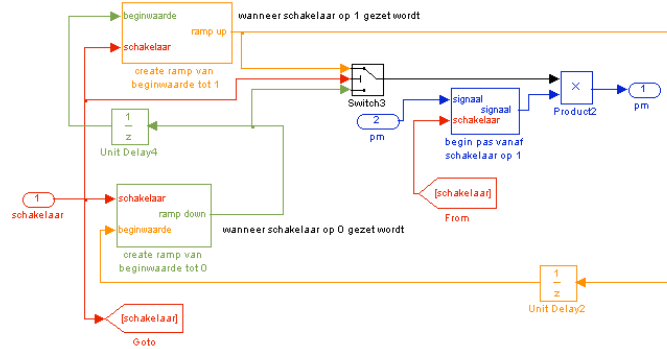 beginwaarde
ramp up
schakelaar
wanneer schakelaar op 1 gezet wordt
create ramp van
beginwaarde tot 1
Switch3
1
z
Unit Delay4
2
pm
signaal
signaal
schakelaar
begin pas vanaf
schakelaar op 1
×
Product2
1
pm
1
schakelaar
schakelaar
ramp down
beginwaarde
wanneer schakelaar op 0 gezet wordt
create ramp van
beginwaarde tot 0
[schakelaar]
From
1
z
Unit Delay2
[schakelaar]
Goto